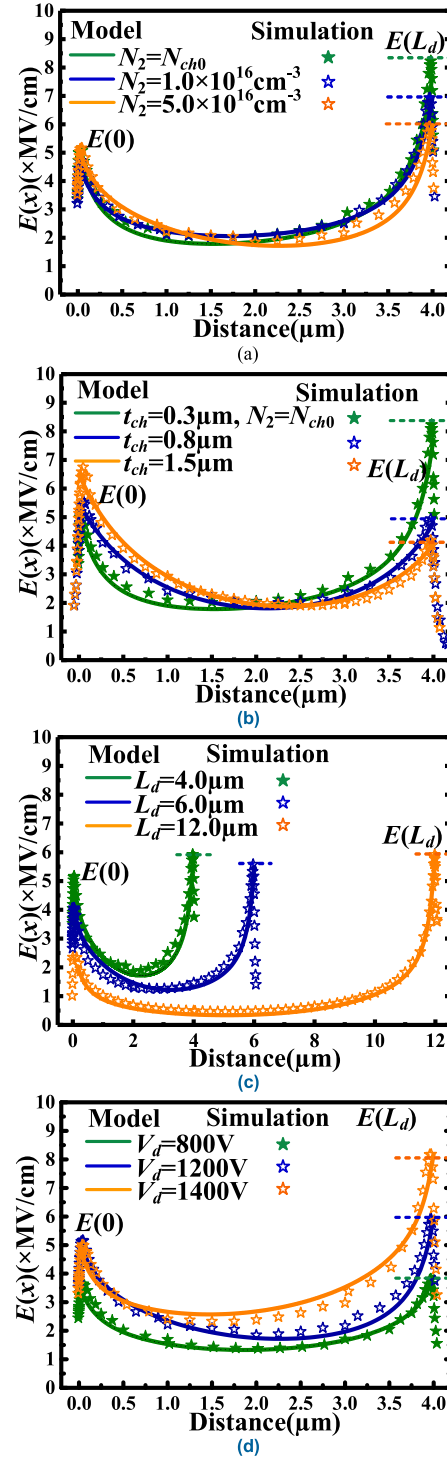 Model Simulation
N₂=Nch0
N₂=1.0×10¹⁶cm⁻³
N₂=5.0×10¹⁶cm⁻³
E(Ld)
E(0)
E(x)(×MV/cm)
10
9
8
7
6
5
4
3
2
1
0
0.0 0.5 1.0 1.5 2.0 2.5 3.0 3.5 4.0
Distance(μm)
(a)
Model Simulation
tch=0.3μm, N₂=Nch0
tch=0.8μm
tch=1.5μm
E(Ld)
E(0)
E(x)(×MV/cm)
10
9
8
7
6
5
4
3
2
1
0
0.0 0.5 1.0 1.5 2.0 2.5 3.0 3.5 4.0
Distance(μm)
(b)
Model Simulation
Ld=4.0μm
Ld=6.0μm
Ld=12.0μm
E(Ld)
E(0)
E(x)(×MV/cm)
10
9
8
7
6
5
4
3
2
1
0
0 2 4 6 8 10 12
Distance(μm)
(c)
Model Simulation E(Ld)
Vd=800V
Vd=1200V
Vd=1400V
E(0)
E(x)(×MV/cm)
10
9
8
7
6
5
4
3
2
1
0
0.0 0.5 1.0 1.5 2.0 2.5 3.0 3.5 4.0
Distance(μm)
(d)